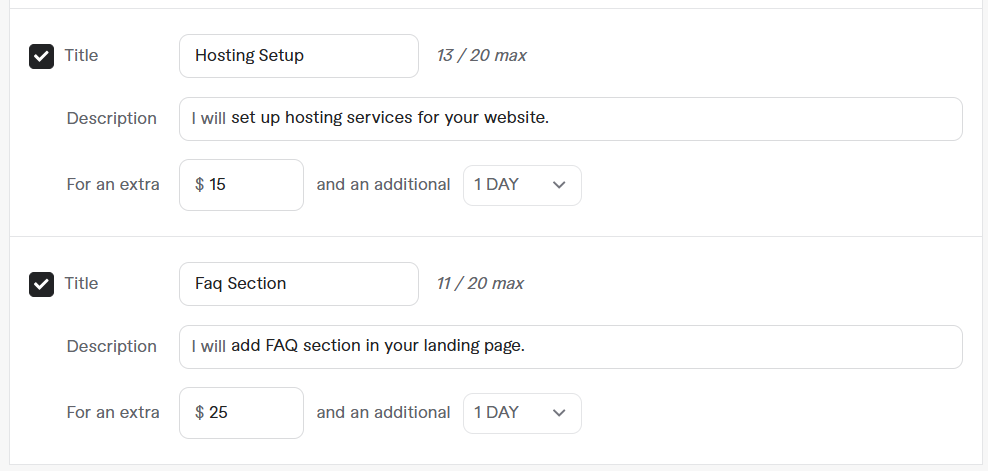 Title Hosting Setup 13 / 20 max
Description I will set up hosting services for your website.
For an extra $ 15 and an additional 1 DAY
Title Faq Section 11 / 20 max
Description I will add FAQ section in your landing page.
For an extra $ 25 and an additional 1 DAY